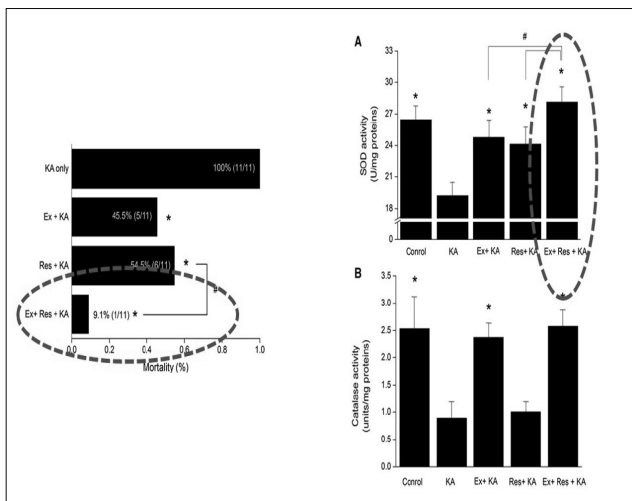 KA only
100% (11/11)
Ex + KA
45.5% (5/11)
*
Res + KA
54.5% (6/11)
*
#
Ex+ Res + KA
9.1% (1/11)
*
0.0
0.2
0.4
0.6
0.8
1.0
Mortality (%)
A
#
33
30
27
24
21
18
0
SOD activity
(U/mg proteins)
*
*
*
*
Conrol
KA
Ex+ KA
Res+ KA
Ex+ Res + KA
B
3.5
3.0
2.5
2.0
1.5
1.0
0.5
0.0
Catalase activity
(units/mg proteins)
*
*
*
Conrol
KA
Ex+ KA
Res+ KA
Ex+ Res + KA